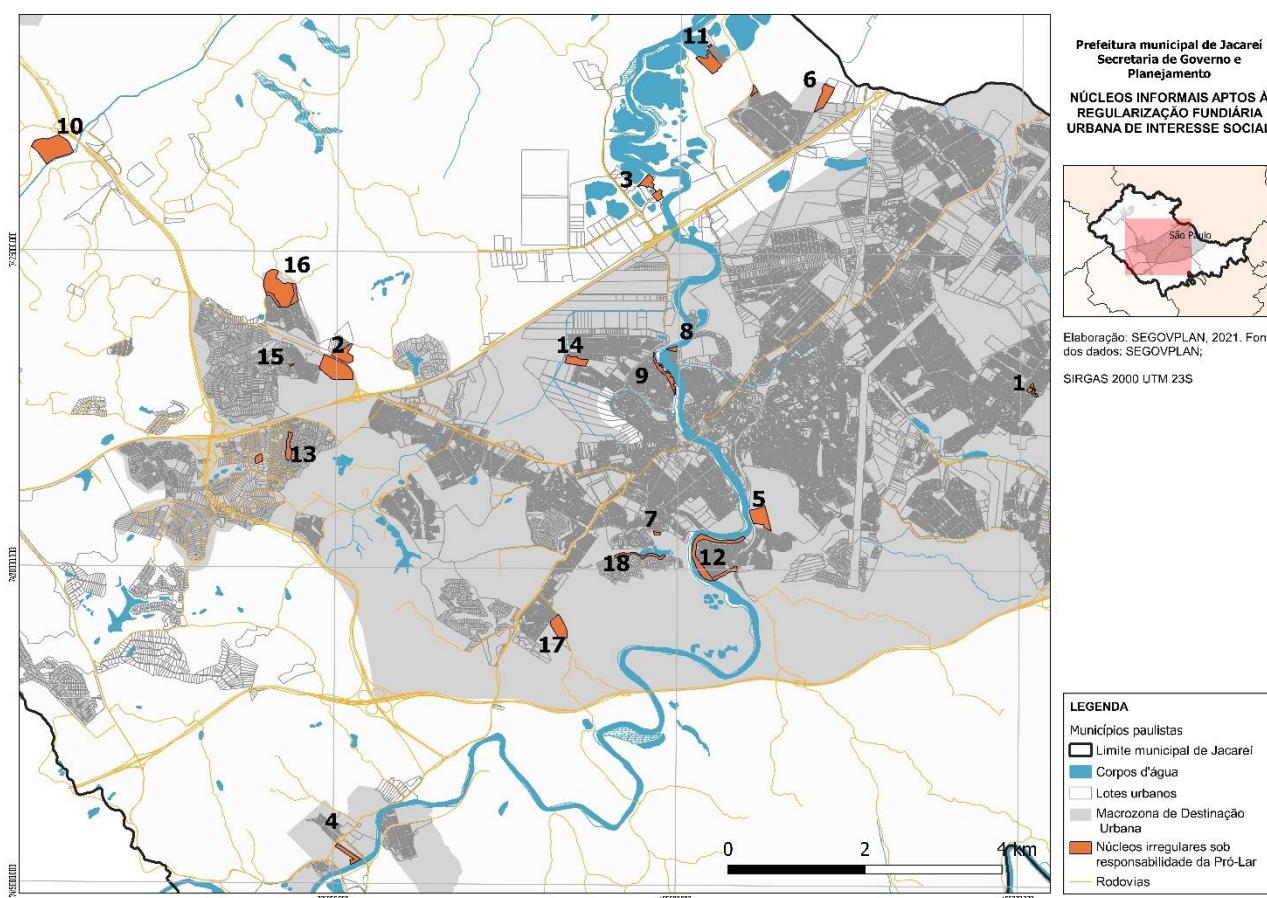 11
6
10
3
16
8
14
2
15
9
1
13
5
7
12
18
17
4
0
2
4 km
Prefeitura municipal de Jacareí
Secretaria de Governo e
Planejamento
NÚCLEOS INFORMAIS APTOS À
REGULARIZAÇÃO FUNDIÁRIA
URBANA DE INTERESSE SOCIAL
São Paulo
Elaboração: SEGOVPLAN, 2021. Font
dos dados: SEGOVPLAN;
SIRGAS 2000 UTM 23S
LEGENDA
Municípios paulistas
Limite municipal de Jacareí
Corpos d'água
Lotes urbanos
Macrozona de Destinação
Urbana
Núcleos irregulares sob
responsabilidade da Pró-Lar
Rodovias